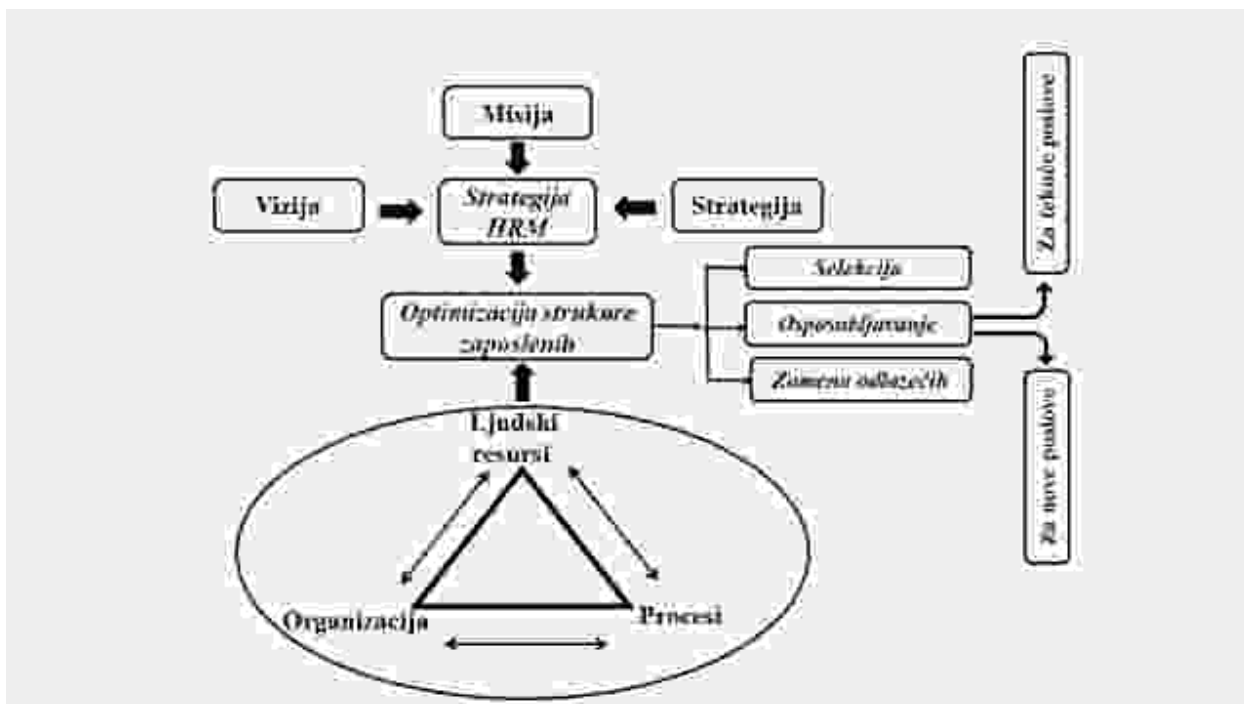 Misija
Vizija
Strategija
HRM
Strategija
Optimizacija strukure
zaposlenih
Selekcija
Osposobljavanje
Zamena odlazećih
Za tekuće poslove
Za nove poslove
Ljudski
resursi
Organizacija
Procesi